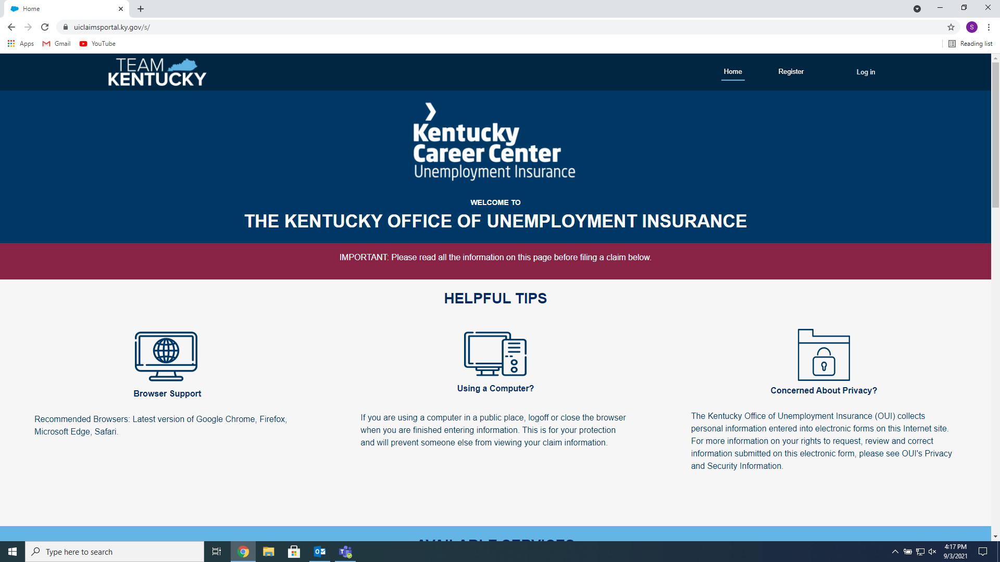 Home
uiclaimsportal.ky.gov/s/
S
Apps
Gmail
YouTube
Reading list
TEAM
KENTUCKY
Home
Register
Log in
Kentucky
Career Center
Unemployment Insurance
WELCOME TO
THE KENTUCKY OFFICE OF UNEMPLOYMENT INSURANCE
IMPORTANT: Please read all the information on this page before filing a claim below.
HELPFUL TIPS
Browser Support
Recommended Browsers: Latest version of Google Chrome, Firefox,
Microsoft Edge, Safari.
Using a Computer?
If you are using a computer in a public place, logoff or close the browser
when you are finished entering information. This is for your protection
and will prevent someone else from viewing your claim information.
Concerned About Privacy?
The Kentucky Office of Unemployment Insurance (OUI) collects
personal information entered into electronic forms on this Internet site.
For more information on your rights to request, review and correct
information submitted on this electronic form, please see OUI's Privacy
and Security Information.
AVAILABLE SERVICES
Type here to search
4:17 PM
9/3/2021